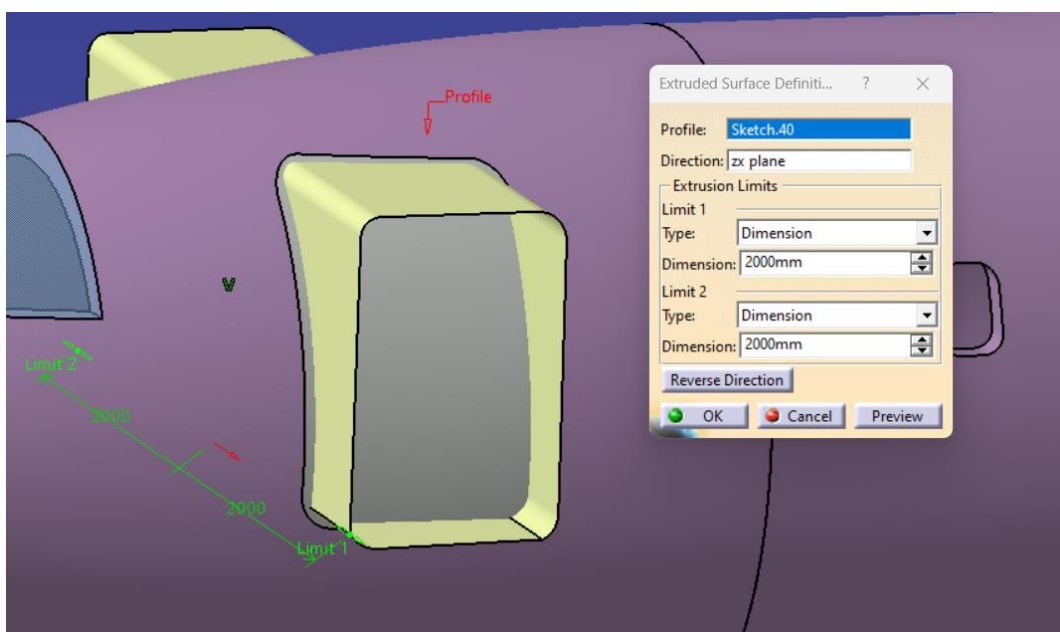 Profile
V
Limit 2
2000
2000
Limit 1
Extruded Surface Definiti... ? ×
Profile: Sketch.40
Direction: zx plane
Extrusion Limits
Limit 1
Type: Dimension
Dimension: 2000mm
Limit 2
Type: Dimension
Dimension: 2000mm
Reverse Direction
OK Cancel Preview